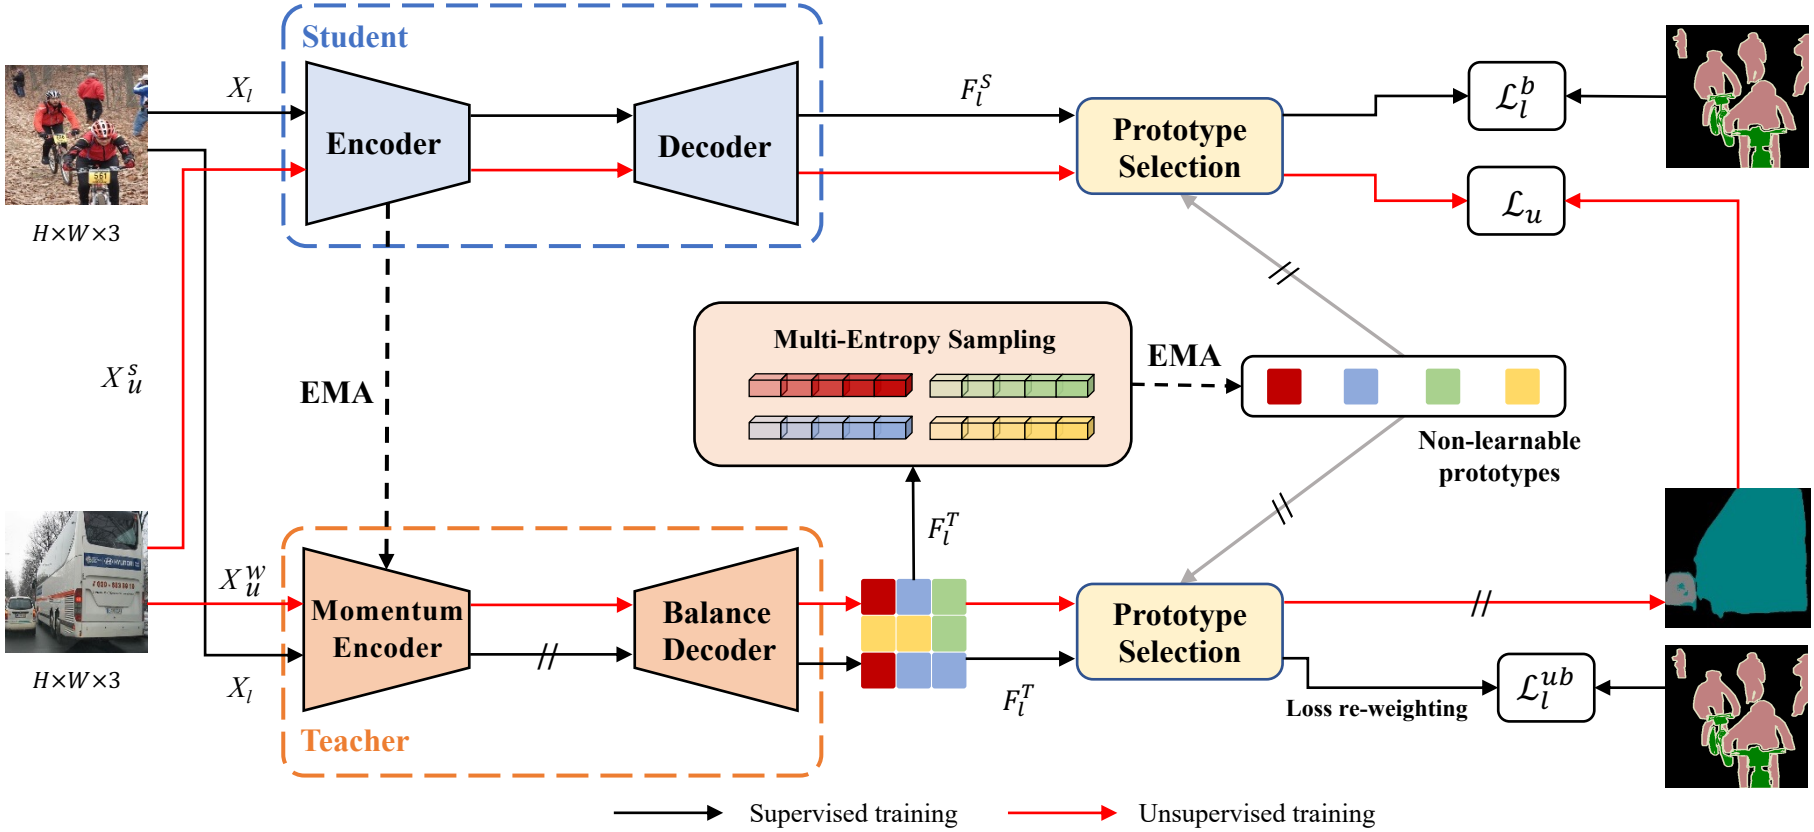 Student
X_l
Encoder
Decoder
F_l^S
Prototype
Selection
ℒ_l^b
ℒ_u
H×W×3
X_u^s
EMA
Multi-Entropy Sampling
EMA
Non-learnable
prototypes
F_l^T
X_u^w
Momentum
Encoder
Balance
Decoder
Prototype
Selection
H×W×3
X_l
F_l^T
Loss re-weighting
ℒ_l^{ub}
Teacher
Supervised training
Unsupervised training